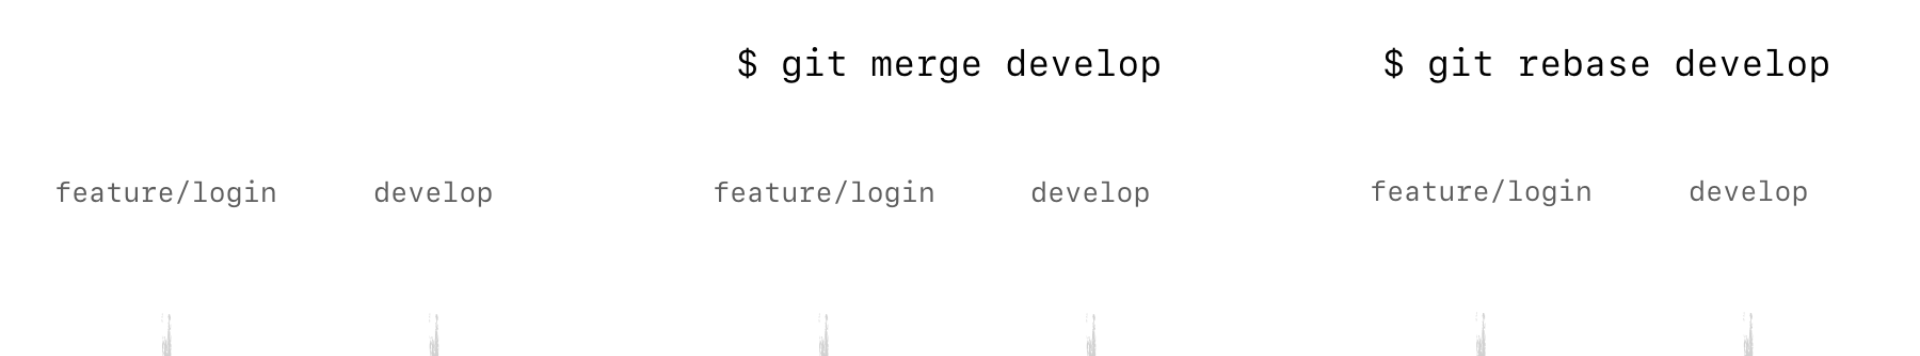 $ git merge develop
$ git rebase develop
feature/login
develop
feature/login
develop
feature/login
develop